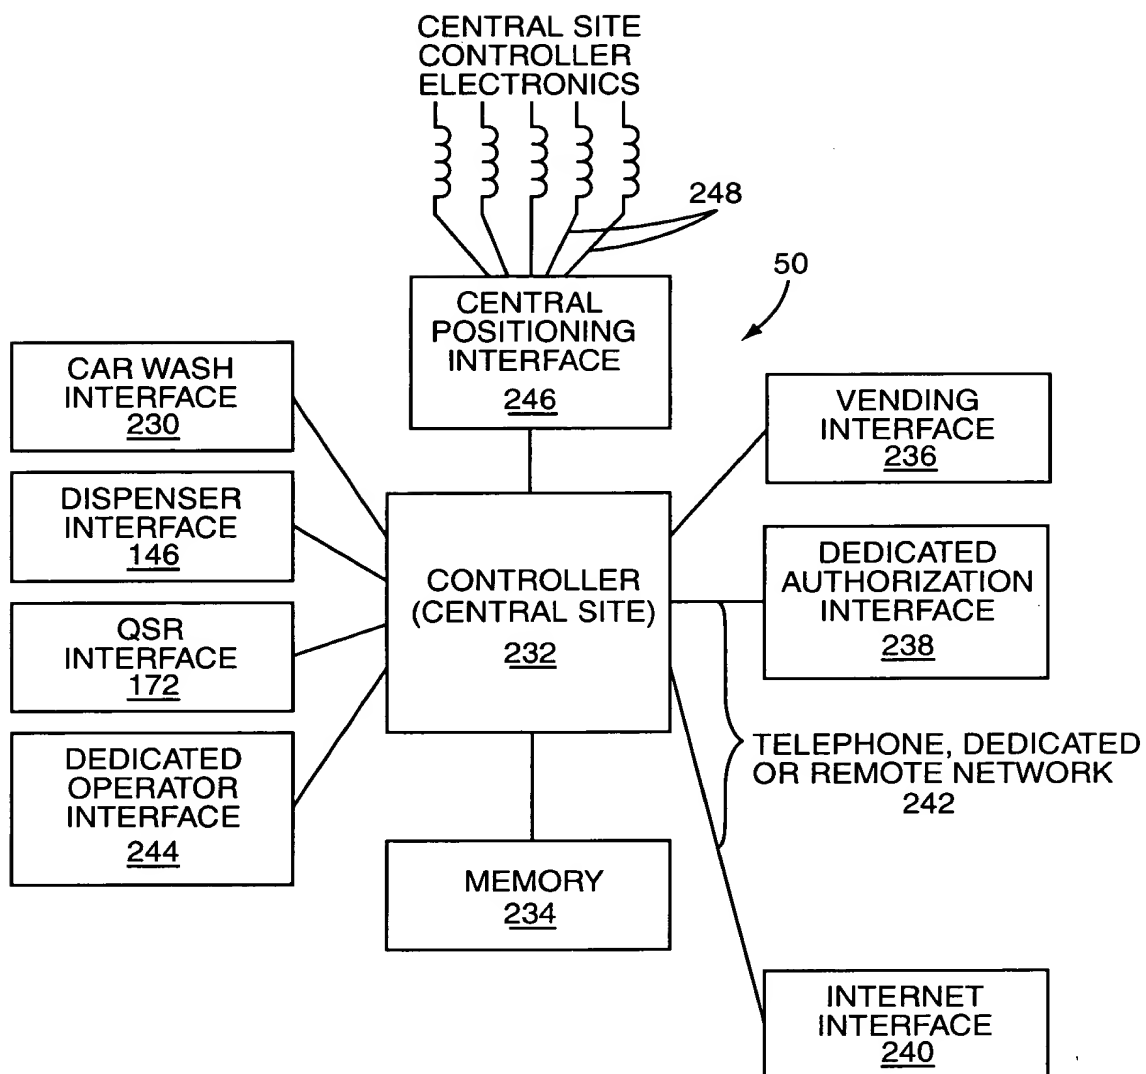 CENTRAL SITE
CONTROLLER
ELECTRONICS
248
50
CENTRAL
POSITIONING
INTERFACE
246
CAR WASH
INTERFACE
230
DISPENSER
INTERFACE
146
QSR
INTERFACE
172
DEDICATED
OPERATOR
INTERFACE
244
CONTROLLER
(CENTRAL SITE)
232
MEMORY
234
VENDING
INTERFACE
236
DEDICATED
AUTHORIZATION
INTERFACE
238
TELEPHONE, DEDICATED
OR REMOTE NETWORK
242
INTERNET
INTERFACE
240